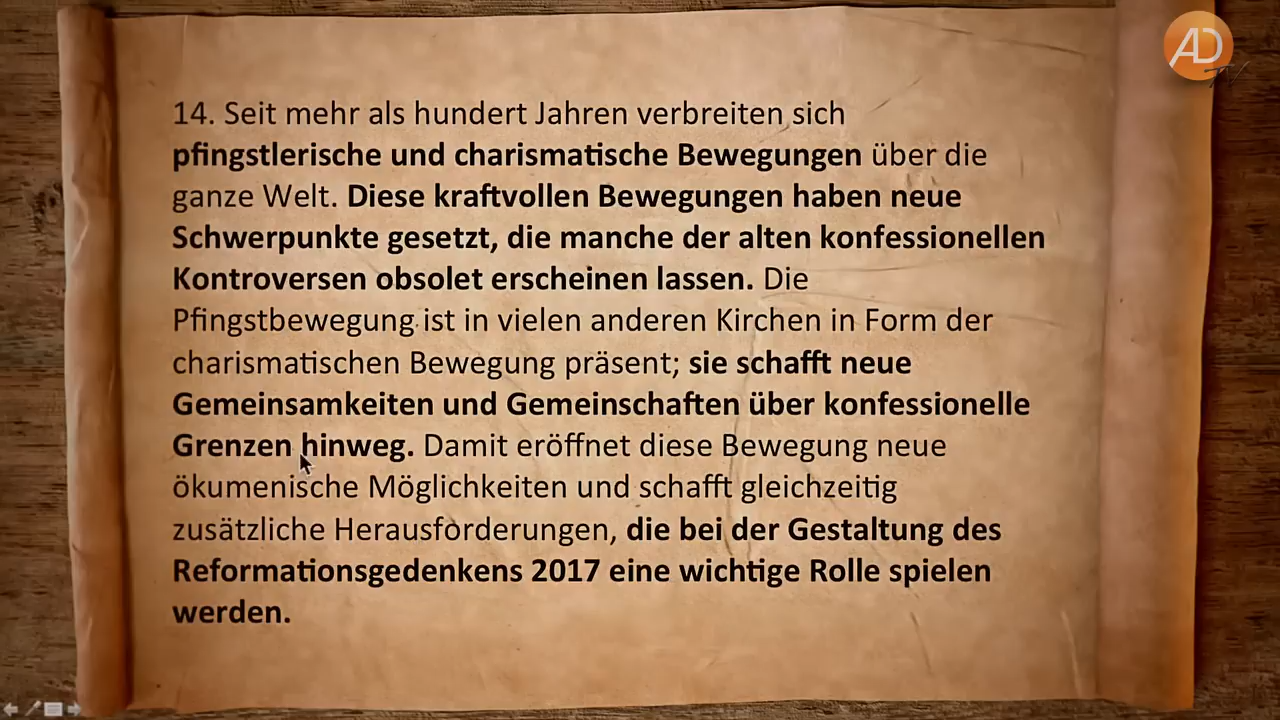 AD
TV
14. Seit mehr als hundert Jahren verbreiten sich
pfingstlerische und charismatische Bewegungen über die
ganze Welt. Diese kraftvollen Bewegungen haben neue
Schwerpunkte gesetzt, die manche der alten konfessionellen
Kontroversen obsolet erscheinen lassen. Die
Pfingstbewegung ist in vielen anderen Kirchen in Form der
charismatischen Bewegung präsent; sie schafft neue
Gemeinsamkeiten und Gemeinschaften über konfessionelle
Grenzen hinweg. Damit eröffnet diese Bewegung neue
ökumenische Möglichkeiten und schafft gleichzeitig
zusätzliche Herausforderungen, die bei der Gestaltung des
Reformationsgedenkens 2017 eine wichtige Rolle spielen
werden.